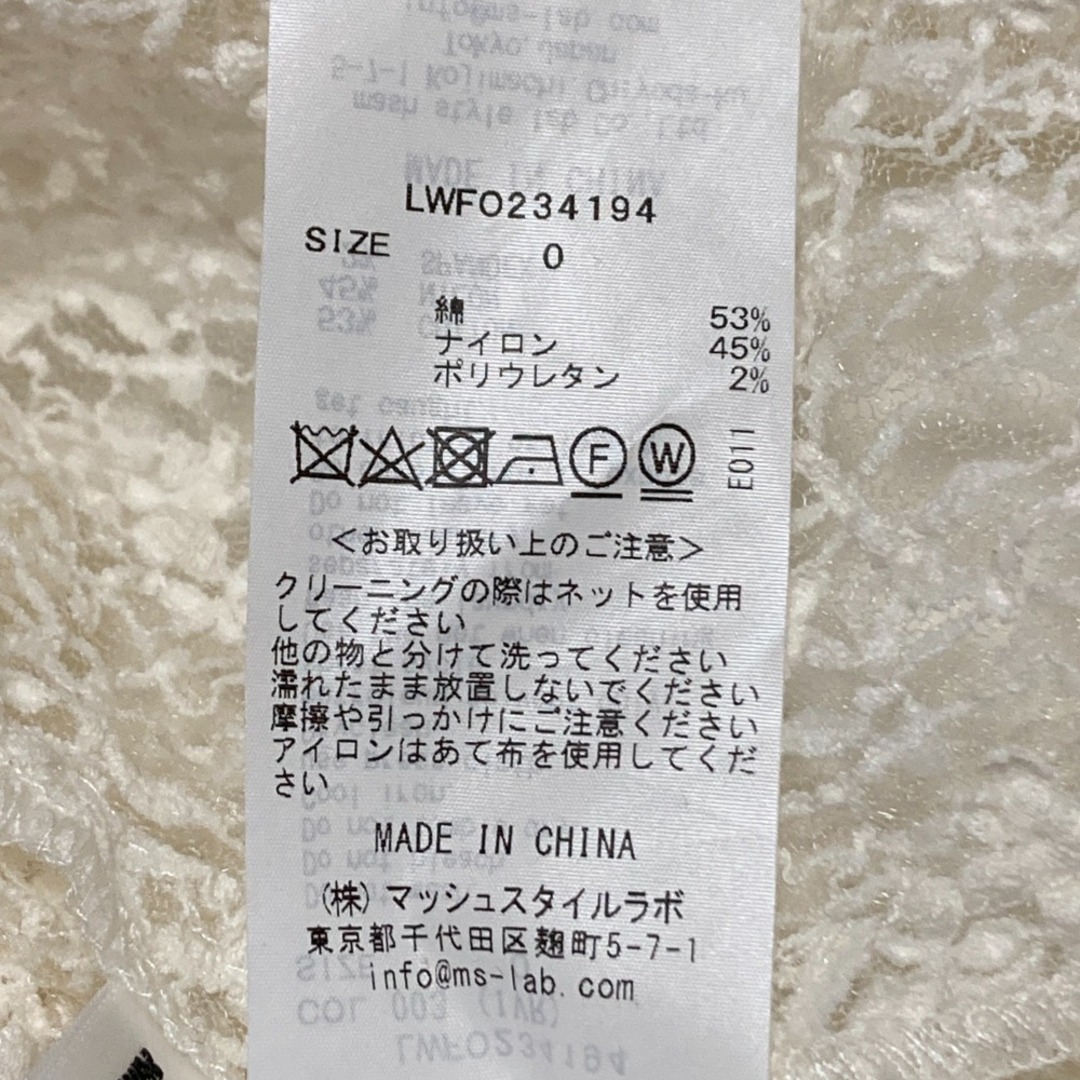 LWFO234194
SIZE 0
綿 53%
ナイロン 45%
ポリウレタン 2%
F W E011
＜お取り扱い上のご注意＞
クリーニングの際はネットを使用
してください
他の物と分けて洗ってください
濡れたまま放置しないでください
摩擦や引っかけにご注意ください
アイロンはあて布を使用してくだ
さい
MADE IN CHINA
(株)マッシュスタイルラボ
東京都千代田区麹町5-7-1
info@ms-lab.com